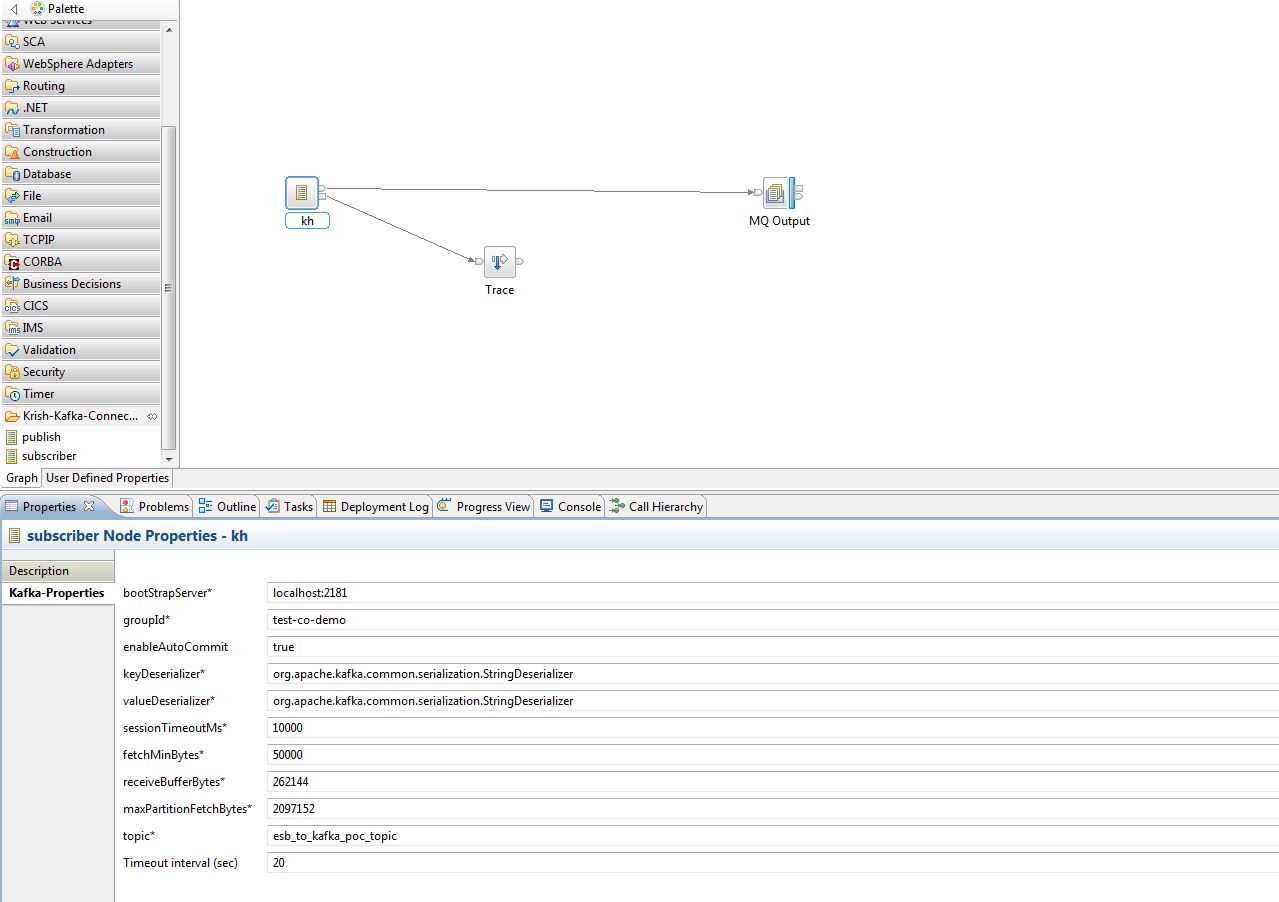 Palette
Web Services
SCA
WebSphere Adapters
Routing
.NET
Transformation
Construction
Database
File
Email
TCPIP
CORBA
Business Decisions
CICS
IMS
Validation
Security
Timer
Krish-Kafka-Connec...
publish
subscriber
kh
MQ Output
Trace
Graph User Defined Properties
Properties Problems Outline Tasks Deployment Log Progress View Console Call Hierarchy
subscriber Node Properties - kh
Description
Kafka-Properties
bootStrapServer* localhost:2181
groupId* test-co-demo
enableAutoCommit true
keyDeserializer* org.apache.kafka.common.serialization.StringDeserializer
valueDeserializer* org.apache.kafka.common.serialization.StringDeserializer
sessionTimeoutMs* 10000
fetchMinBytes* 50000
receiveBufferBytes* 262144
maxPartitionFetchBytes* 2097152
topic* esb_to_kafka_poc_topic
Timeout interval (sec) 20